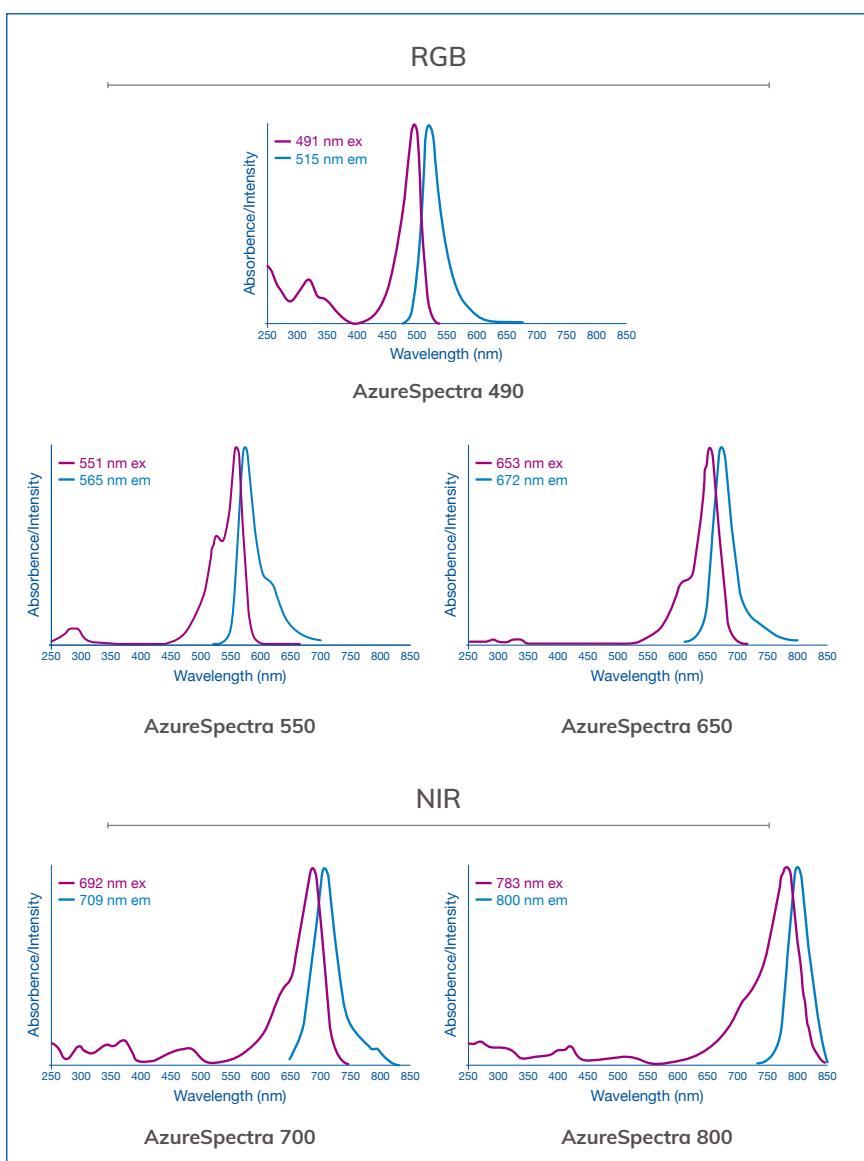 RGB
Absorbence/Intensity
491 nm ex
515 nm em
250 300 350 400 450 500 550 600 650 700 750 800 850
Wavelength (nm)
AzureSpectra 490
Absorbence/Intensity
551 nm ex
565 nm em
250 300 350 400 450 500 550 600 650 700 750 800 850
Wavelength (nm)
AzureSpectra 550
Absorbence/Intensity
653 nm ex
672 nm em
250 300 350 400 450 500 550 600 650 700 750 800 850
Wavelength (nm)
AzureSpectra 650
NIR
Absorbence/Intensity
692 nm ex
709 nm em
250 300 350 400 450 500 550 600 650 700 750 800 850
Wavelength (nm)
AzureSpectra 700
Absorbence/Intensity
783 nm ex
800 nm em
250 300 350 400 450 500 550 600 650 700 750 800 850
Wavelength (nm)
AzureSpectra 800